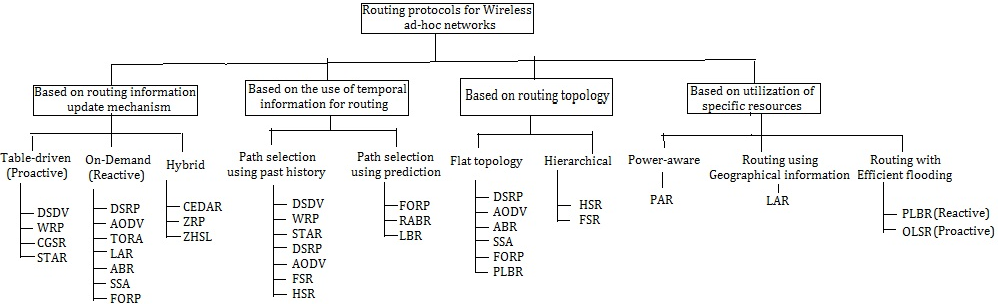 Routing protocols for Wireless
ad-hoc networks
Based on routing information
update mechanism
Based on the use of temporal
information for routing
Based on routing topology
Based on utilization of
specific resources
Table-driven
(Proactive)
DSDV
WRP
CGSR
STAR
On-Demand
(Reactive)
DSRP
AODV
TORA
LAR
ABR
SSA
FORP
Hybrid
CEDAR
ZRP
ZHSL
Path selection
using past history
DSDV
WRP
STAR
DSRP
AODV
FSR
HSR
Path selection
using prediction
FORP
RABR
LBR
Flat topology
DSRP
AODV
ABR
SSA
FORP
PLBR
Hierarchical
HSR
FSR
Power-aware
PAR
Routing using
Geographical information
LAR
Routing with
Efficient flooding
PLBR (Reactive)
OLSR (Proactive)